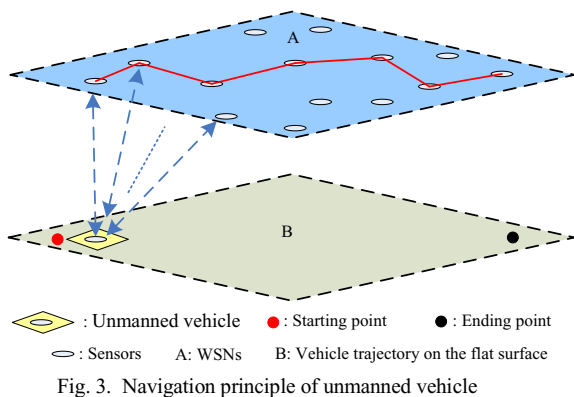 A
B
: Unmanned vehicle : Starting point : Ending point
: Sensors A: WSNs B: Vehicle trajectory on the flat surface
Fig. 3. Navigation principle of unmanned vehicle